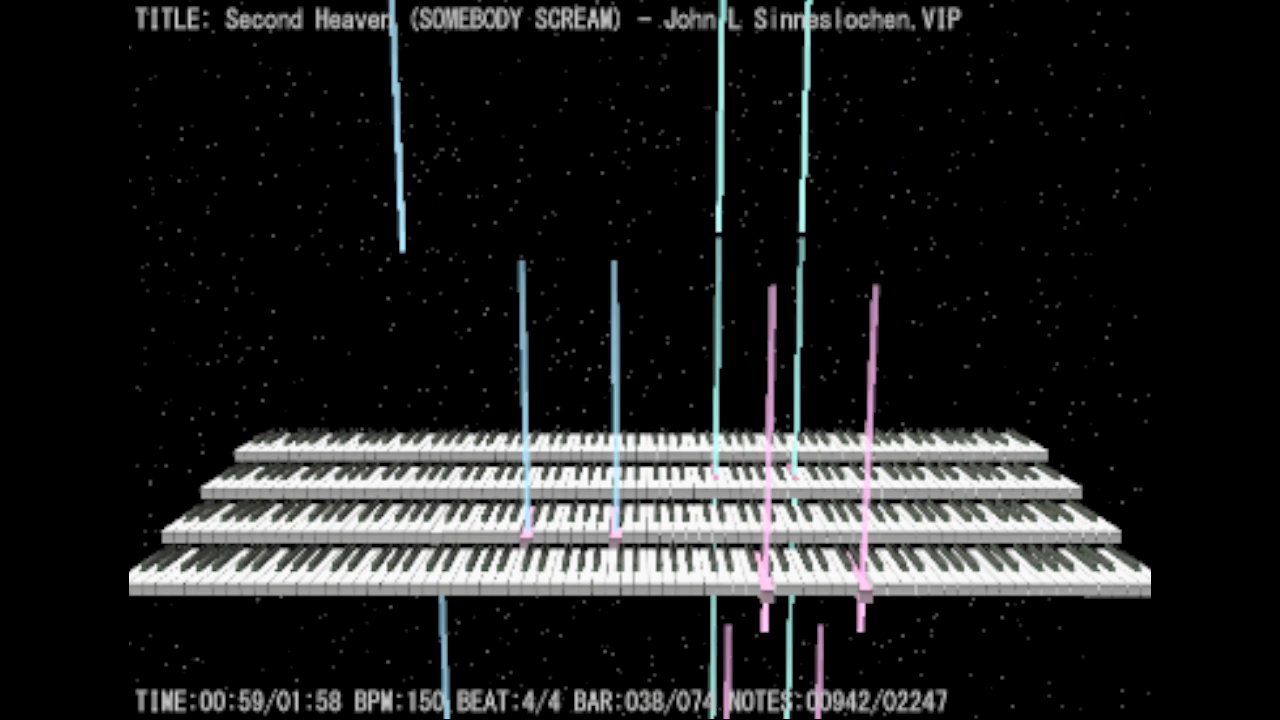 TITLE: Second Heaven (SOMEBODY SCREAM) - John L Sinneslochen.VIP
TIME:00:59/01:58 BPM:150 BEAT:4/4 BAR:038/074 NOTES:00942/02247